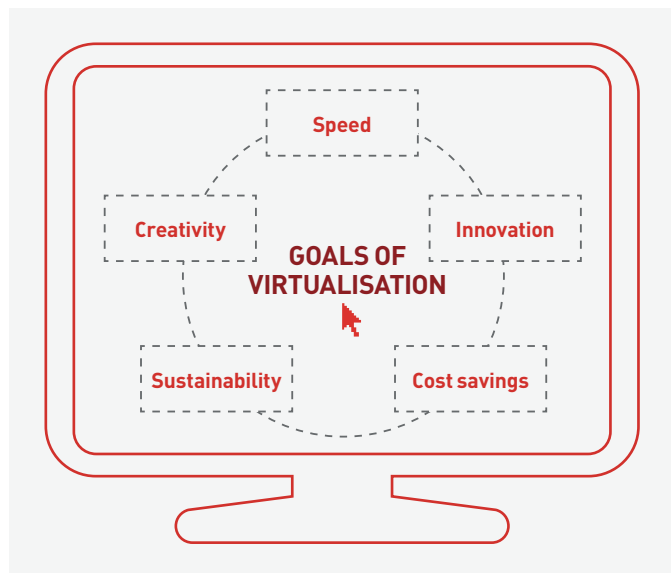 Speed
Creativity
Innovation
GOALS OF
VIRTUALISATION
Sustainability
Cost savings